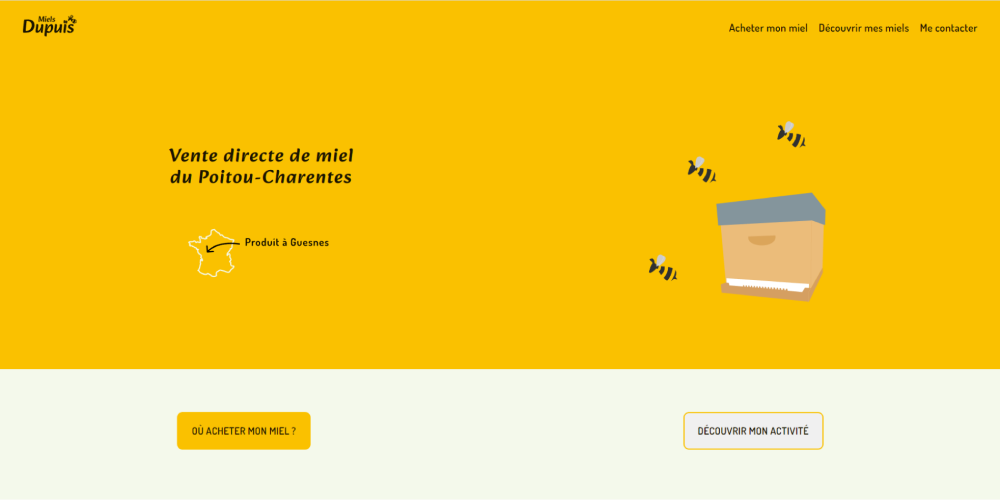 Miels
Dupuis
Acheter mon miel Découvrir mes miels Me contacter
Vente directe de miel
du Poitou-Charentes
Produit à Guesnes
OÙ ACHETER MON MIEL ?
DÉCOUVRIR MON ACTIVITÉ